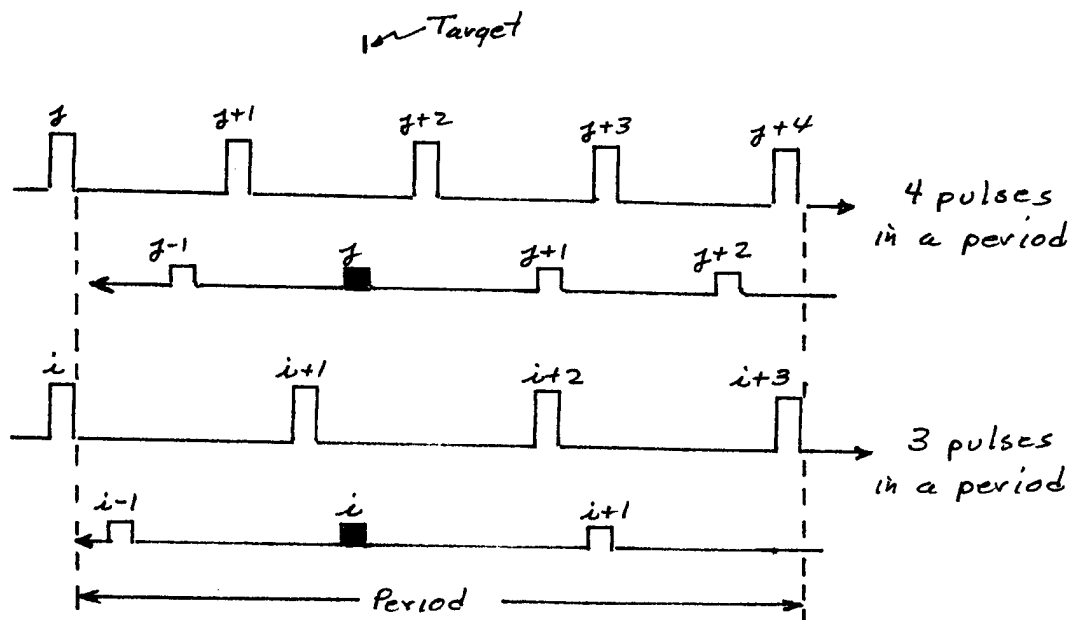 Target
j j+1 j+2 j+3 j+4
4 pulses
in a period
j-1 j j+1 j+2
i i+1 i+2 i+3
3 pulses
in a period
i-1 i i+1
Period